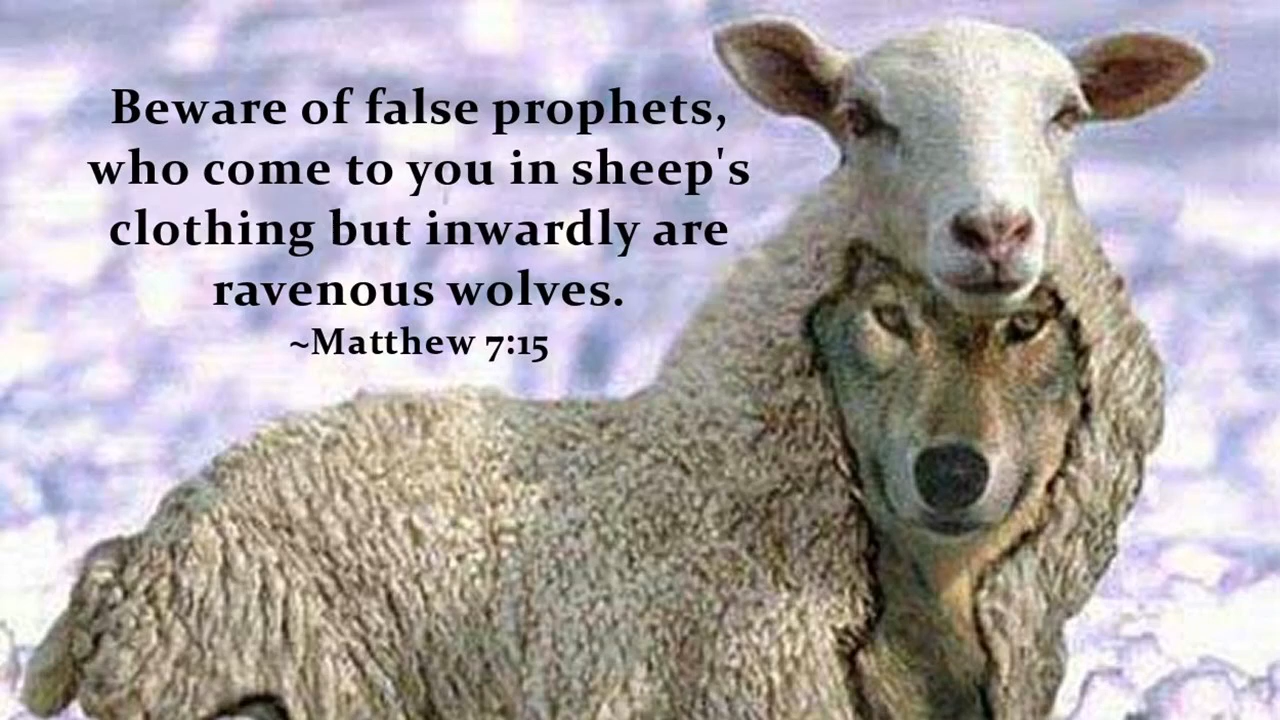 Beware of false prophets,
who come to you in sheep's
clothing but inwardly are
ravenous wolves.
~Matthew 7:15